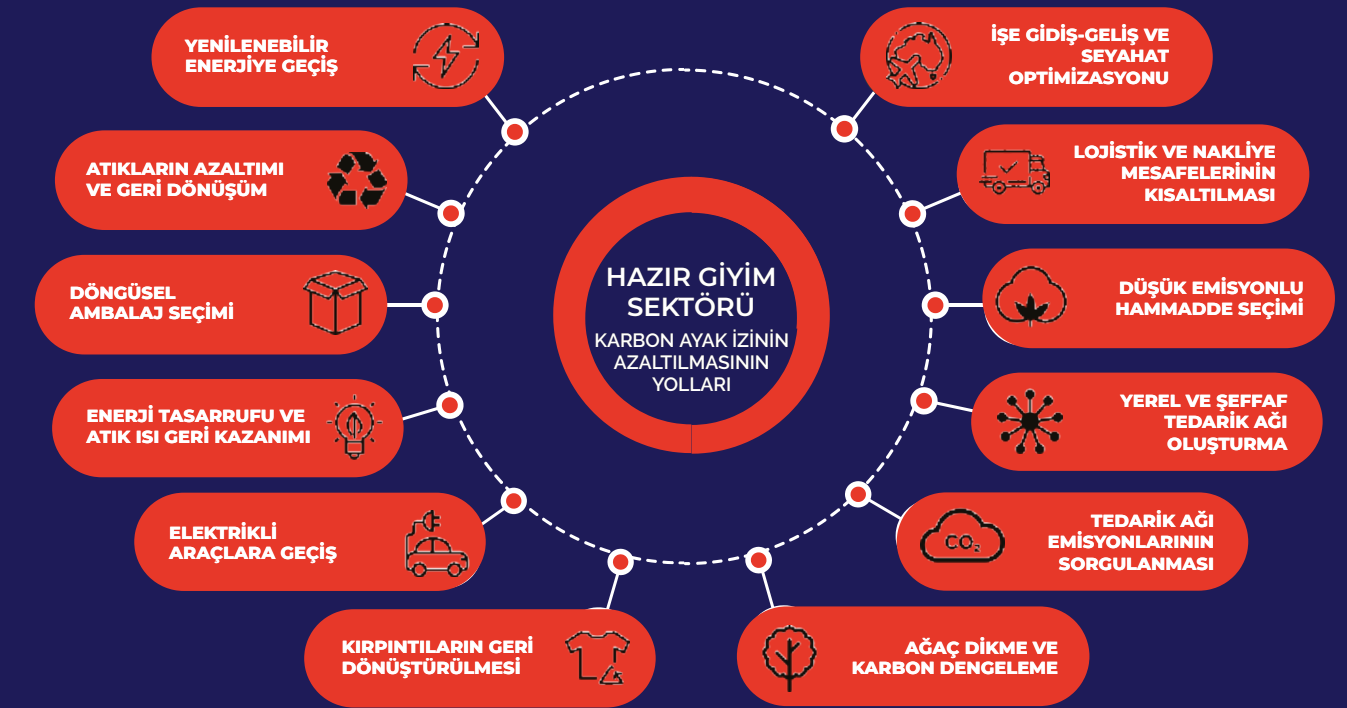 YENİLENEBİLİR
ENERJİYE GEÇİŞ
ATIKLARIN AZALTIMI
VE GERİ DÖNÜŞÜM
DÖNGÜSEL
AMBALAJ SEÇİMİ
ENERJİ TASARRUFU VE
ATIK ISI GERİ KAZANIMI
ELEKTRİKLİ
ARAÇLARA GEÇİŞ
KIRPINTILARIN GERİ
DÖNÜŞTÜRÜLMESİ
HAZIR GİYİM
SEKTÖRÜ
KARBON AYAK İZİNİN
AZALTILMASININ
YOLLARI
İŞE GİDİŞ-GELİŞ VE
SEYAHAT
OPTİMİZASYONU
LOJİSTİK VE NAKLİYE
MESAFELERİNİN
KISALTILMASI
DÜŞÜK EMİSYONLU
HAMMADDE SEÇİMİ
YEREL VE ŞEFFAF
TEDARİK AĞI
OLUŞTURMA
CO₂
TEDARİK AĞI
EMİSYONLARININ
SORGULANMASI
AĞAÇ DİKME VE
KARBON DENGELEME